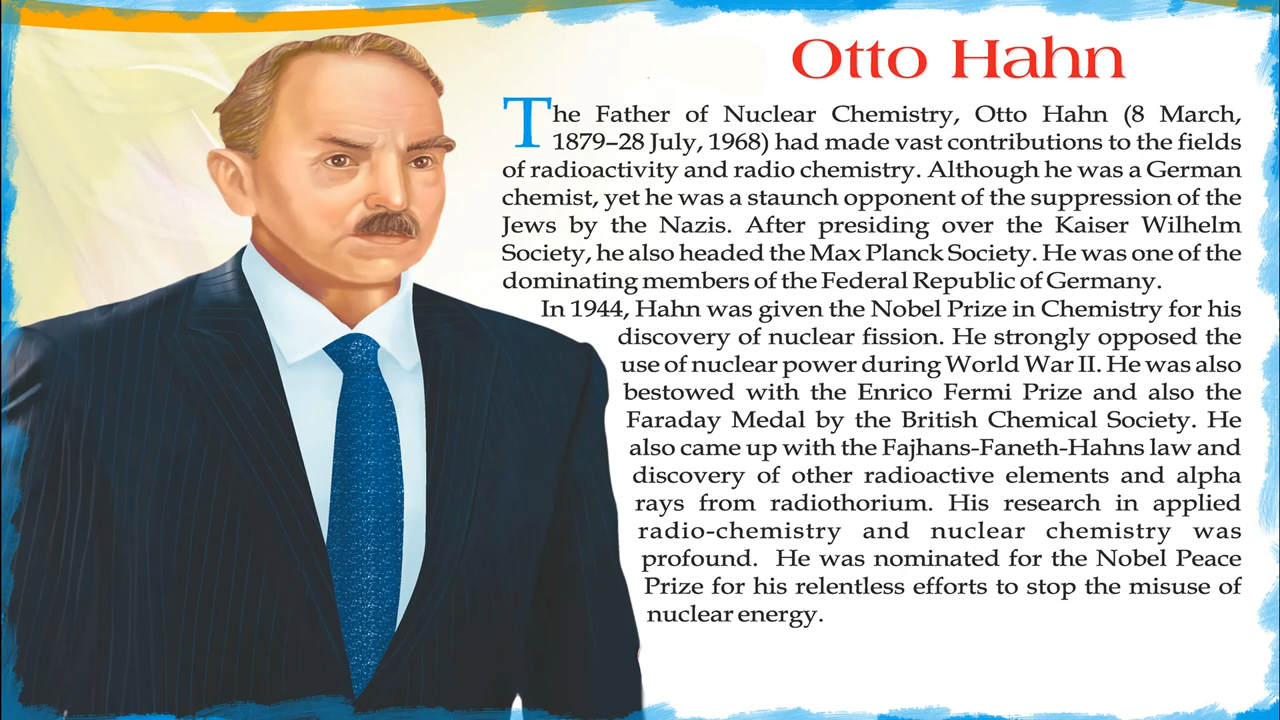 Otto Hahn
The Father of Nuclear Chemistry, Otto Hahn (8 March,
1879–28 July, 1968) had made vast contributions to the fields
of radioactivity and radio chemistry. Although he was a German
chemist, yet he was a staunch opponent of the suppression of the
Jews by the Nazis. After presiding over the Kaiser Wilhelm
Society, he also headed the Max Planck Society. He was one of the
dominating members of the Federal Republic of Germany.
In 1944, Hahn was given the Nobel Prize in Chemistry for his
discovery of nuclear fission. He strongly opposed the
use of nuclear power during World War II. He was also
bestowed with the Enrico Fermi Prize and also the
Faraday Medal by the British Chemical Society. He
also came up with the Fajhans-Faneth-Hahns law and
discovery of other radioactive elements and alpha
rays from radiothorium. His research in applied
radio-chemistry and nuclear chemistry was
profound. He was nominated for the Nobel Peace
Prize for his relentless efforts to stop the misuse of
nuclear energy.